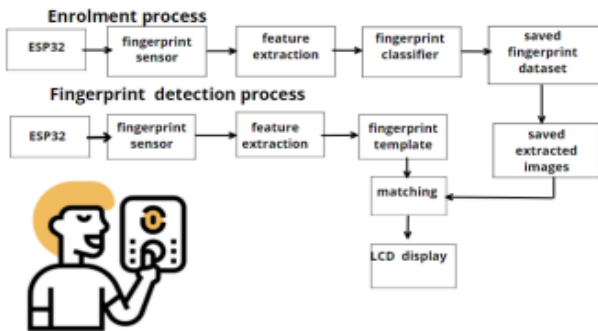 Enrolment process
ESP32
fingerprint
sensor
feature
extraction
fingerprint
classifier
saved
fingerprint
dataset
Fingerprint detection process
ESP32
fingerprint
sensor
feature
extraction
fingerprint
template
saved
extracted
images
matching
LCD display